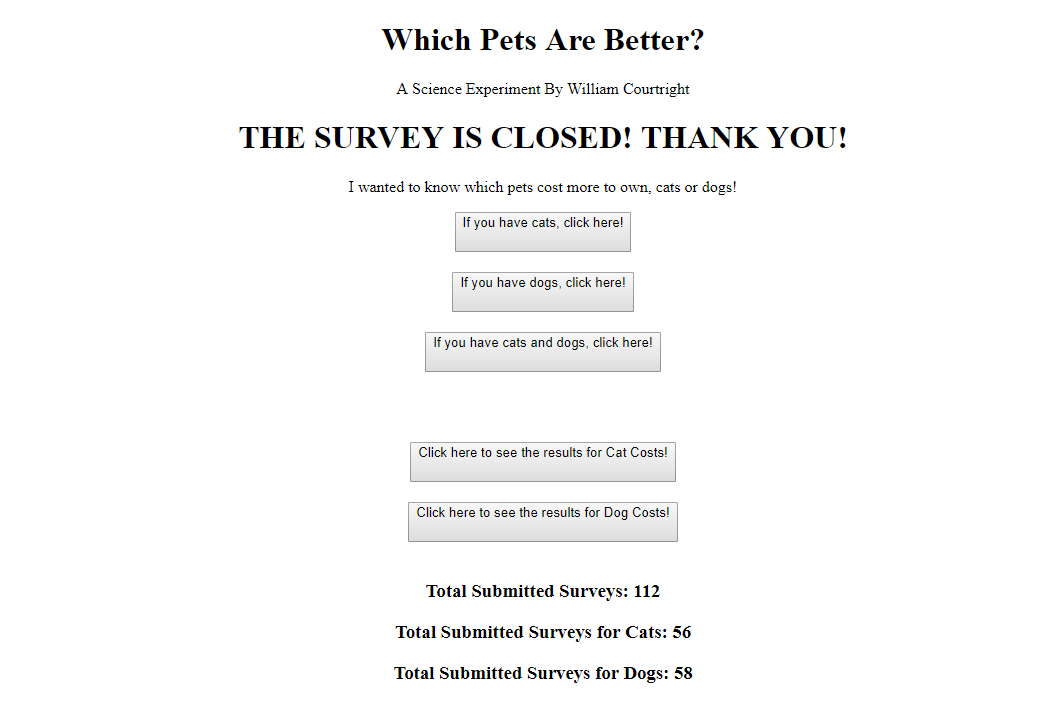 Which Pets Are Better?
A Science Experiment By William Courtright
THE SURVEY IS CLOSED! THANK YOU!
I wanted to know which pets cost more to own, cats or dogs!
If you have cats, click here!
If you have dogs, click here!
If you have cats and dogs, click here!
Click here to see the results for Cat Costs!
Click here to see the results for Dog Costs!
Total Submitted Surveys: 112
Total Submitted Surveys for Cats: 56
Total Submitted Surveys for Dogs: 58